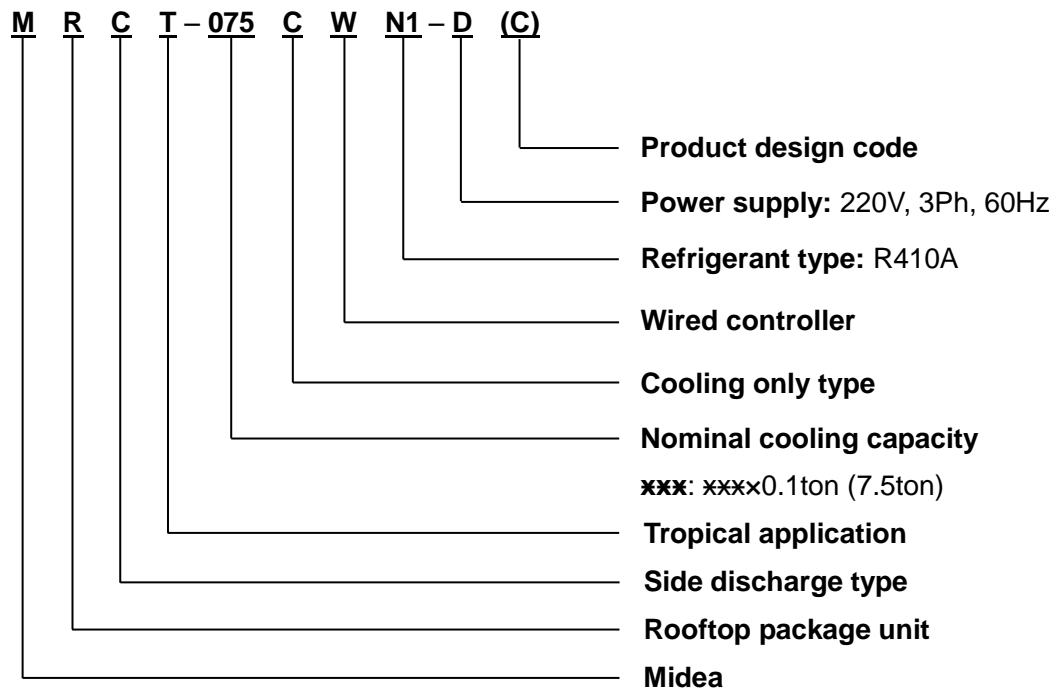 M R C T – 075 C W N1 – D (C)
Product design code
Power supply: 220V, 3Ph, 60Hz
Refrigerant type: R410A
Wired controller
Cooling only type
Nominal cooling capacity
xxx: xxx×0.1ton (7.5ton)
Tropical application
Side discharge type
Rooftop package unit
Midea